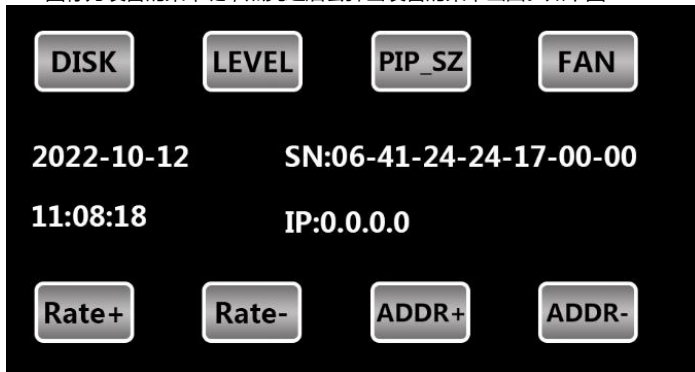 DISK LEVEL PIP_SZ FAN
2022-10-12 SN:06-41-24-24-17-00-00
11:08:18 IP:0.0.0.0
Rate+ Rate- ADDR+ ADDR-